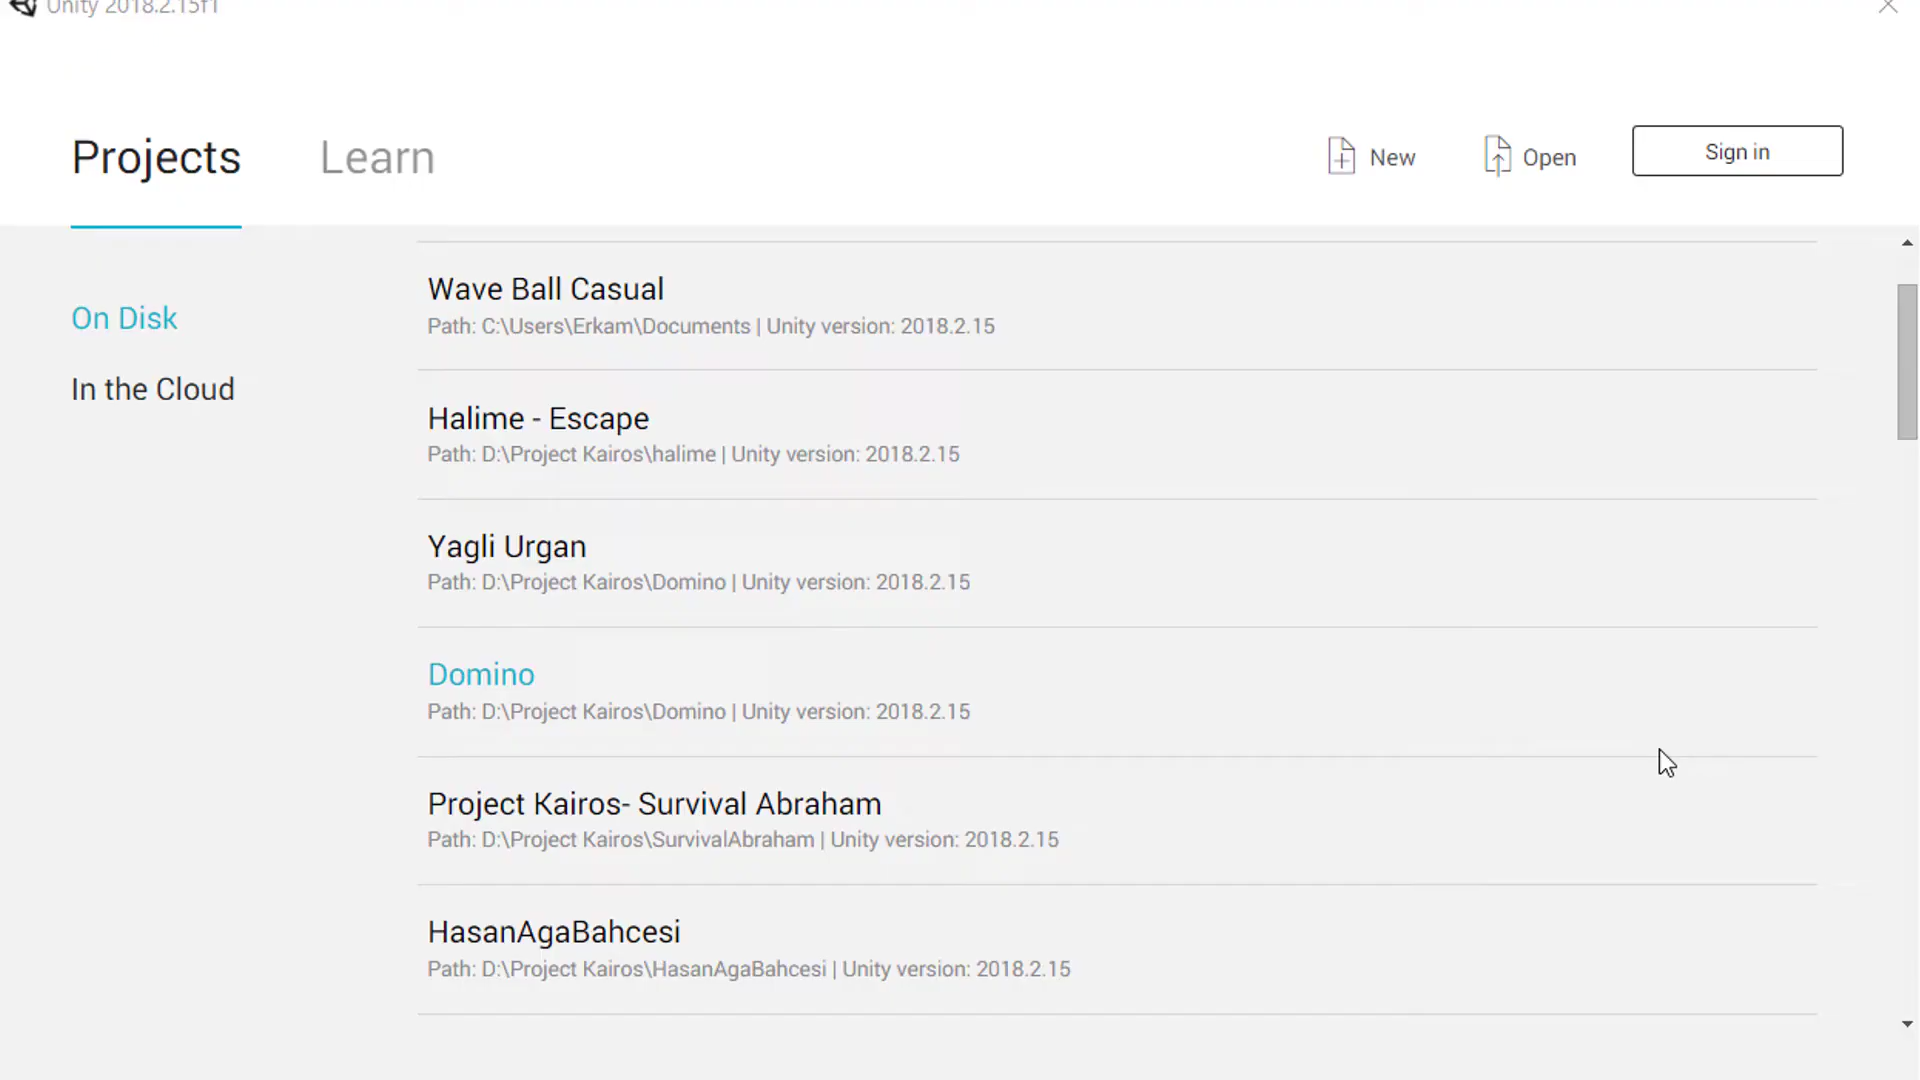 Unity 2018.2.15f1
Projects
Learn
New
Open
Sign in
On Disk
In the Cloud
Wave Ball Casual
Path: C:\Users\Erkam\Documents | Unity version: 2018.2.15
Halime - Escape
Path: D:\Project Kairos\halime | Unity version: 2018.2.15
Yagli Urgan
Path: D:\Project Kairos\Domino | Unity version: 2018.2.15
Domino
Path: D:\Project Kairos\Domino | Unity version: 2018.2.15
Project Kairos- Survival Abraham
Path: D:\Project Kairos\SurvivalAbraham | Unity version: 2018.2.15
HasanAgaBahcesi
Path: D:\Project Kairos\HasanAgaBahcesi | Unity version: 2018.2.15